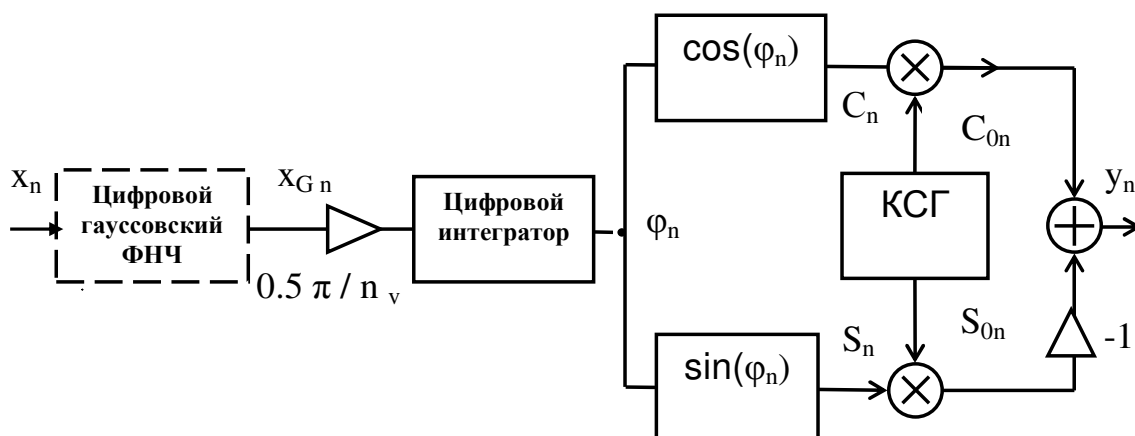 cos(φn)
Cn
C0n
xn
Цифровой
гауссовский
ФНЧ
xG n
0.5 π / n v
Цифровой
интегратор
φn
КСГ
yn
sin(φn)
Sn
S0n
-1